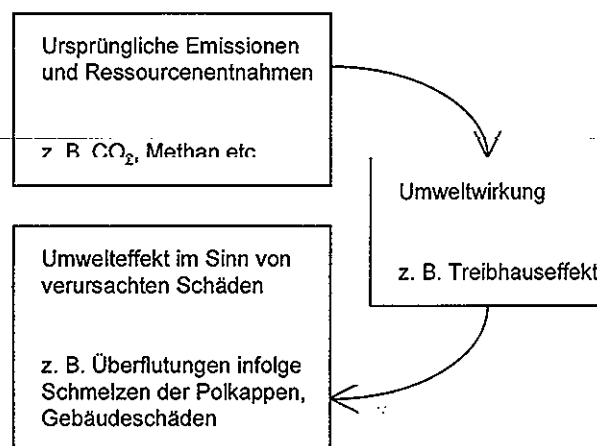 Ursprüngliche Emissionen
und Ressourcenentnahmen
z. B. CO₂, Methan etc
Umweltwirkung
z. B. Treibhauseffekt
Umwelteffekt im Sinn von
verursachten Schäden
z. B. Überflutungen infolge
Schmelzen der Polkappen,
Gebäudeschäden